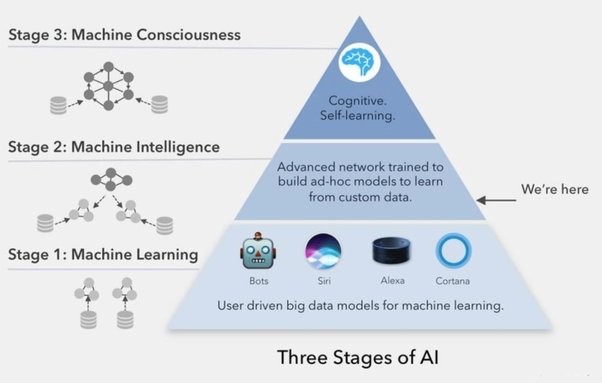 Stage 3: Machine Consciousness
Cognitive.
Self-learning.
Stage 2: Machine Intelligence
Advanced network trained to
build ad-hoc models to learn
from custom data.
We're here
Stage 1: Machine Learning
Bots
Siri
Alexa
Cortana
User driven big data models for machine learning.
Three Stages of AI